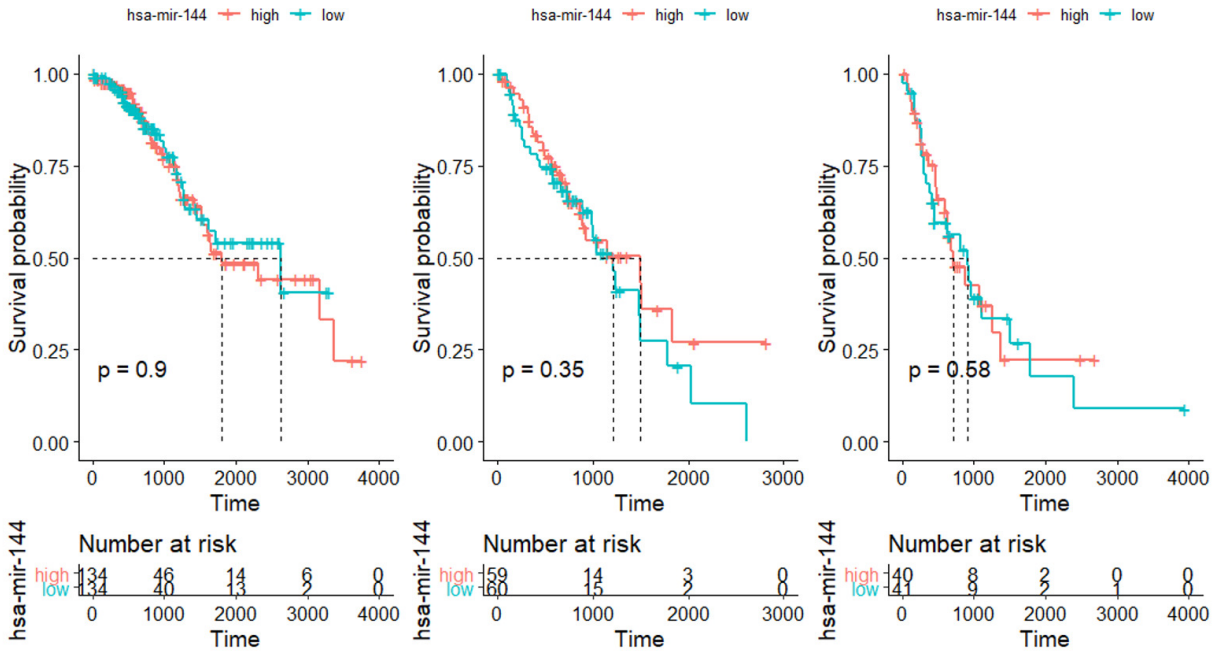 hsa-mir-144 high low
1.00
0.75
0.50
0.25
0.00
Survival probability
p = 0.9
0 1000 2000 3000 4000
Time
Number at risk
hsa-mir-144
high 134 46 14 6 0
low 134 40 13 2 0
0 1000 2000 3000 4000
Time
hsa-mir-144 high low
1.00
0.75
0.50
0.25
0.00
Survival probability
p = 0.35
0 1000 2000 3000
Time
Number at risk
hsa-mir-144
high 59 14 3 0
low 60 15 2 0
0 1000 2000 3000
Time
hsa-mir-144 high low
1.00
0.75
0.50
0.25
0.00
Survival probability
p = 0.58
0 1000 2000 3000 4000
Time
Number at risk
hsa-mir-144
high 40 8 2 0 0
low 41 9 2 1 0
0 1000 2000 3000 4000
Time